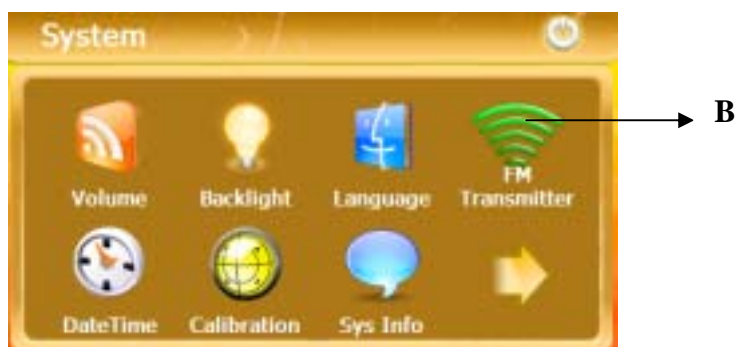 System
B
FM
Volume Backlight Language Transmitter
DateTime Calibration Sys Info